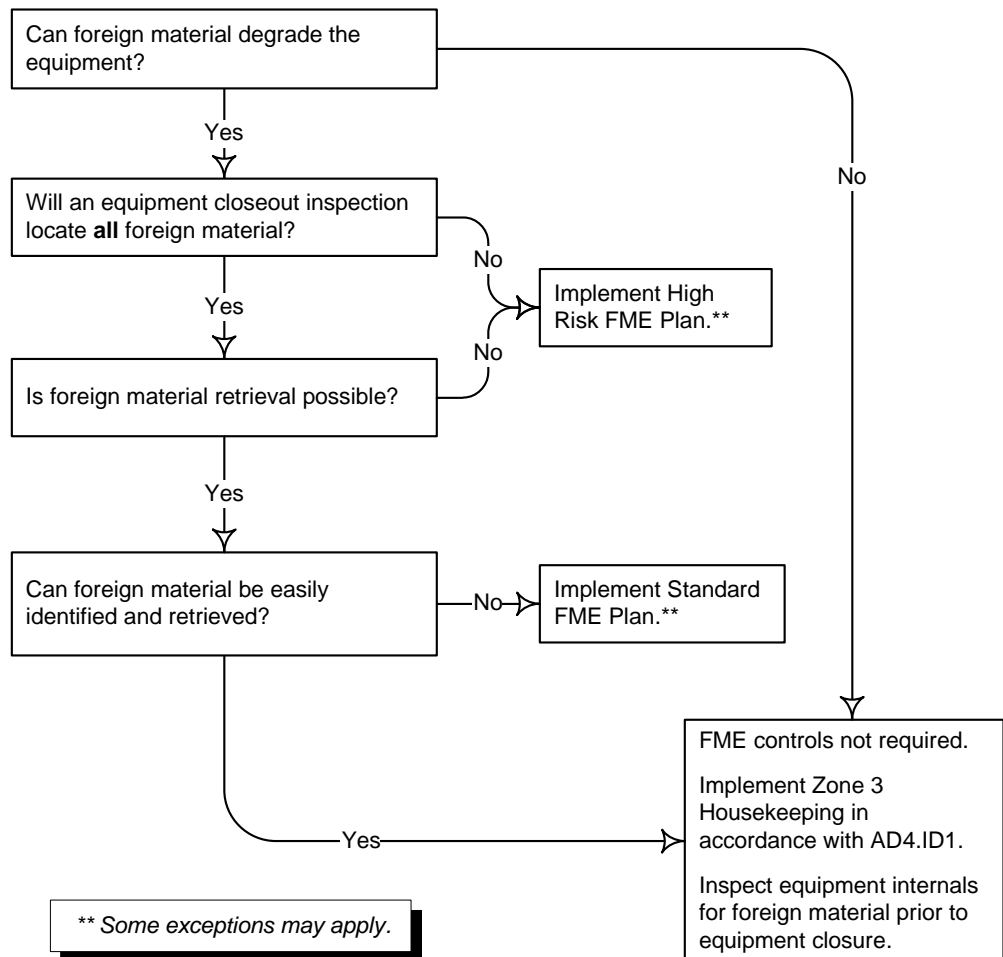 Can foreign material degrade the
equipment?
Yes
No
Will an equipment closeout inspection
locate all foreign material?
No
Yes
Implement High
Risk FME Plan.**
No
Is foreign material retrieval possible?
Yes
Can foreign material be easily
identified and retrieved?
No
Implement Standard
FME Plan.**
FME controls not required.
Implement Zone 3
Housekeeping in
accordance with AD4.ID1.
Inspect equipment internals
for foreign material prior to
equipment closure.
Yes
** Some exceptions may apply.